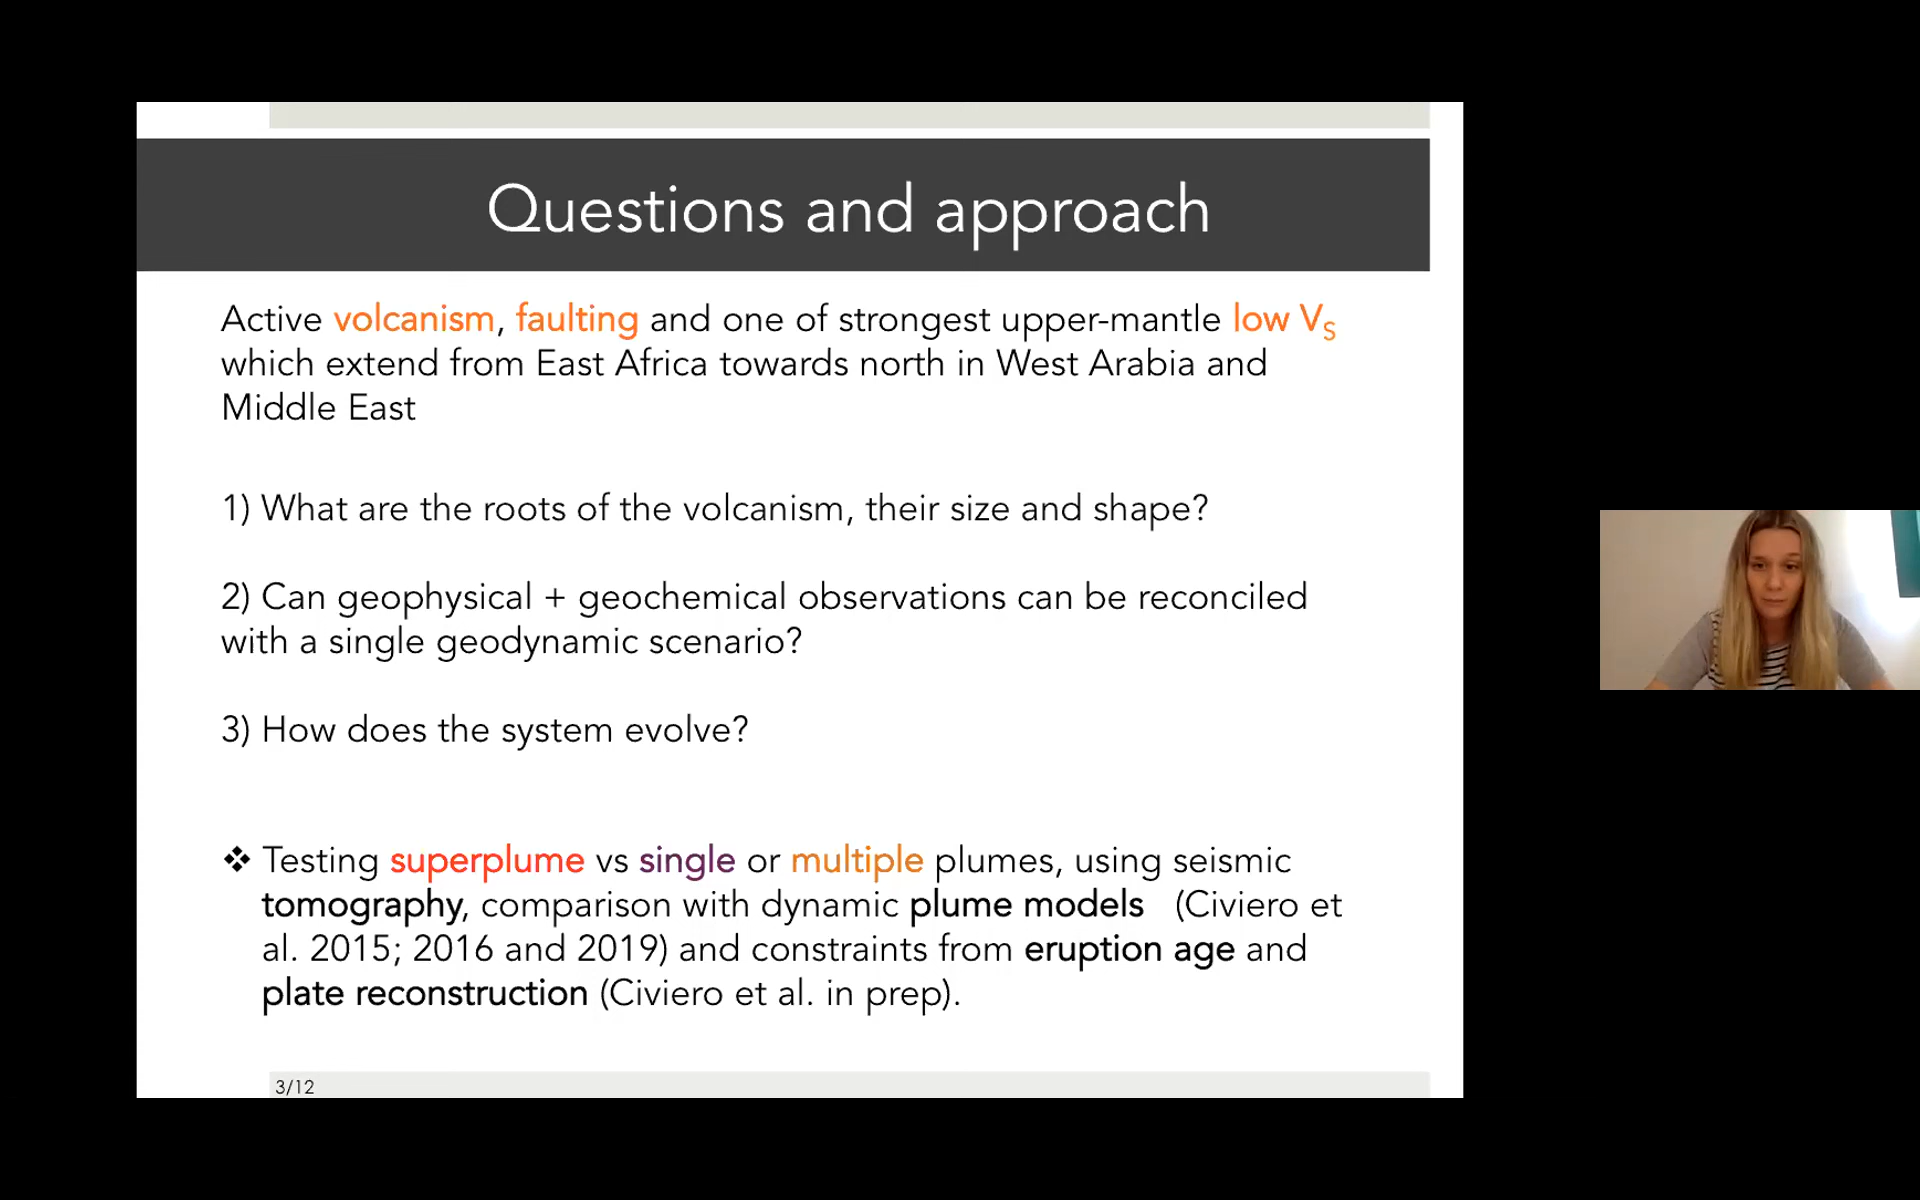 Questions and approach
Active volcanism, faulting and one of strongest upper-mantle low VS
which extend from East Africa towards north in West Arabia and
Middle East
1) What are the roots of the volcanism, their size and shape?
2) Can geophysical + geochemical observations can be reconciled
with a single geodynamic scenario?
3) How does the system evolve?
❖ Testing superplume vs single or multiple plumes, using seismic
tomography, comparison with dynamic plume models (Civiero et
al. 2015; 2016 and 2019) and constraints from eruption age and
plate reconstruction (Civiero et al. in prep).
3/12